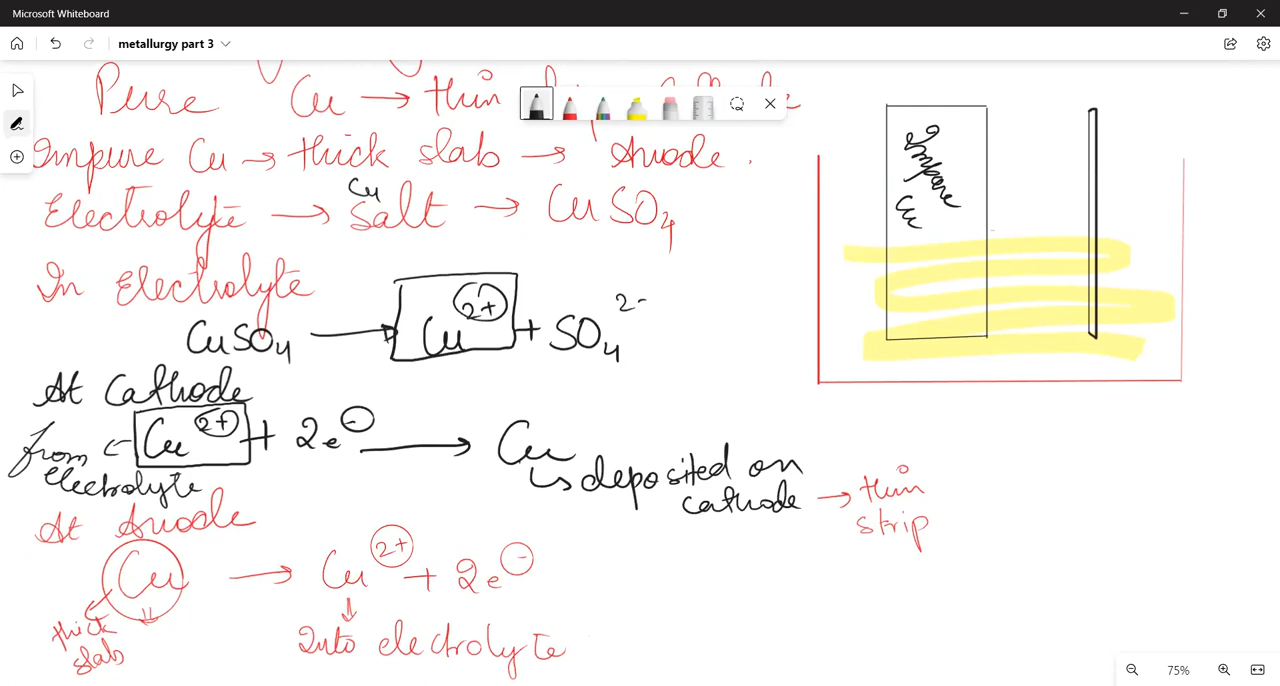 Microsoft Whiteboard
metallurgy part 3
Pure Cu → thin
Impure Cu → thick slab → Anode.
Electrolyte → Cu Salt → CuSO4
In Electrolyte
CuSO4 → Cu2+ + SO4 2-
At Cathode
Cu2+ + 2e- → Cu
from electrolyte
is deposited on
cathode → thin
strip
At Anode
Cu → Cu2+ + 2e-
thick
slab
Into electrolyte
Impure
Cu
75%